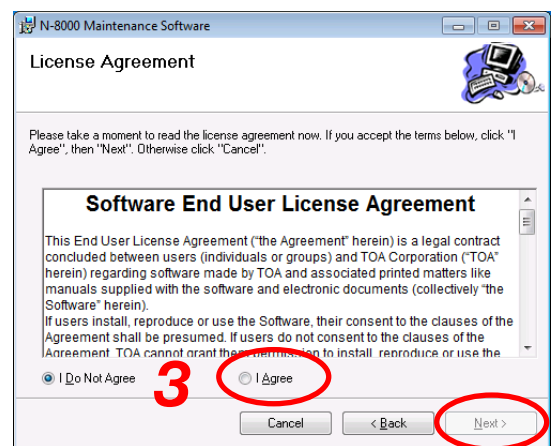 N-8000 Maintenance Software
License Agreement
Please take a moment to read the license agreement now. If you accept the terms below, click "I
Agree", then "Next". Otherwise click "Cancel".
Software End User License Agreement
This End User License Agreement (“the Agreement” herein) is a legal contract
concluded between users (individuals or groups) and TOA Corporation (“TOA”
herein) regarding software made by TOA and associated printed matters like
manuals supplied with the software and electronic documents (collectively “the
Software” herein).
If users install, reproduce or use the Software, their consent to the clauses of the
Agreement shall be presumed. If users do not consent to the clauses of the
Agreement, TOA cannot grant them permission to install, reproduce or use the
I Do Not Agree
3
I Agree
Cancel
< Back
Next >